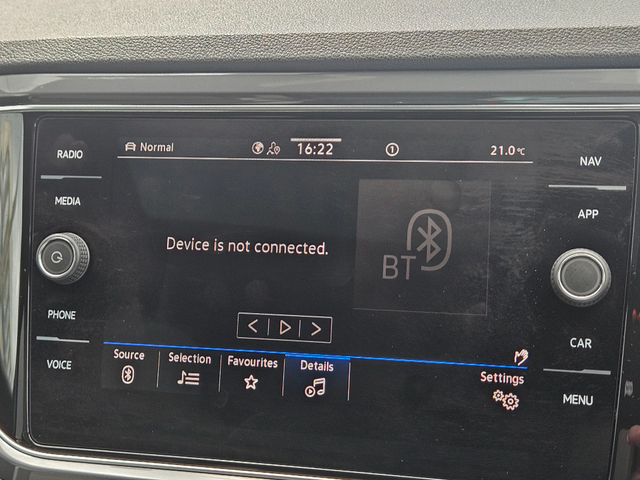 RADIO
MEDIA
PHONE
VOICE
Normal
16:22
1
21.0°C
Device is not connected.
BT
Source
Selection
Favourites
Details
Settings
NAV
APP
CAR
MENU